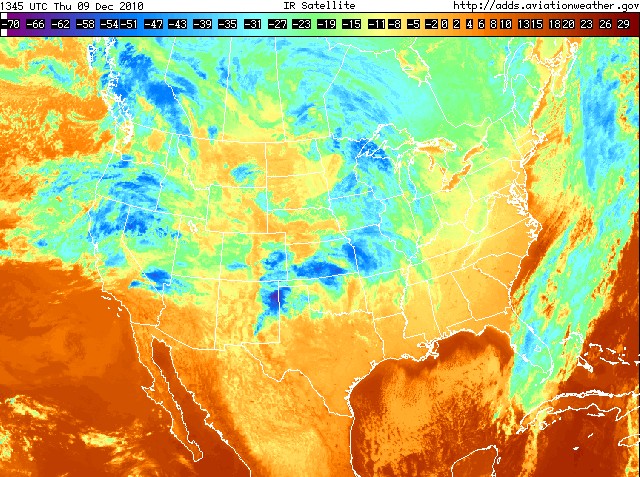 1345 UTC Thu 09 Dec 2010 IR Satellite http://adds.aviationweather.gov
-70 -66 -62 -58 -54 -51 -47 -43 -39 -35 -31 -27 -23 -19 -15 -11 -8 -5 -2 0 2 4 6 8 10 13 15 18 20 23 26 29